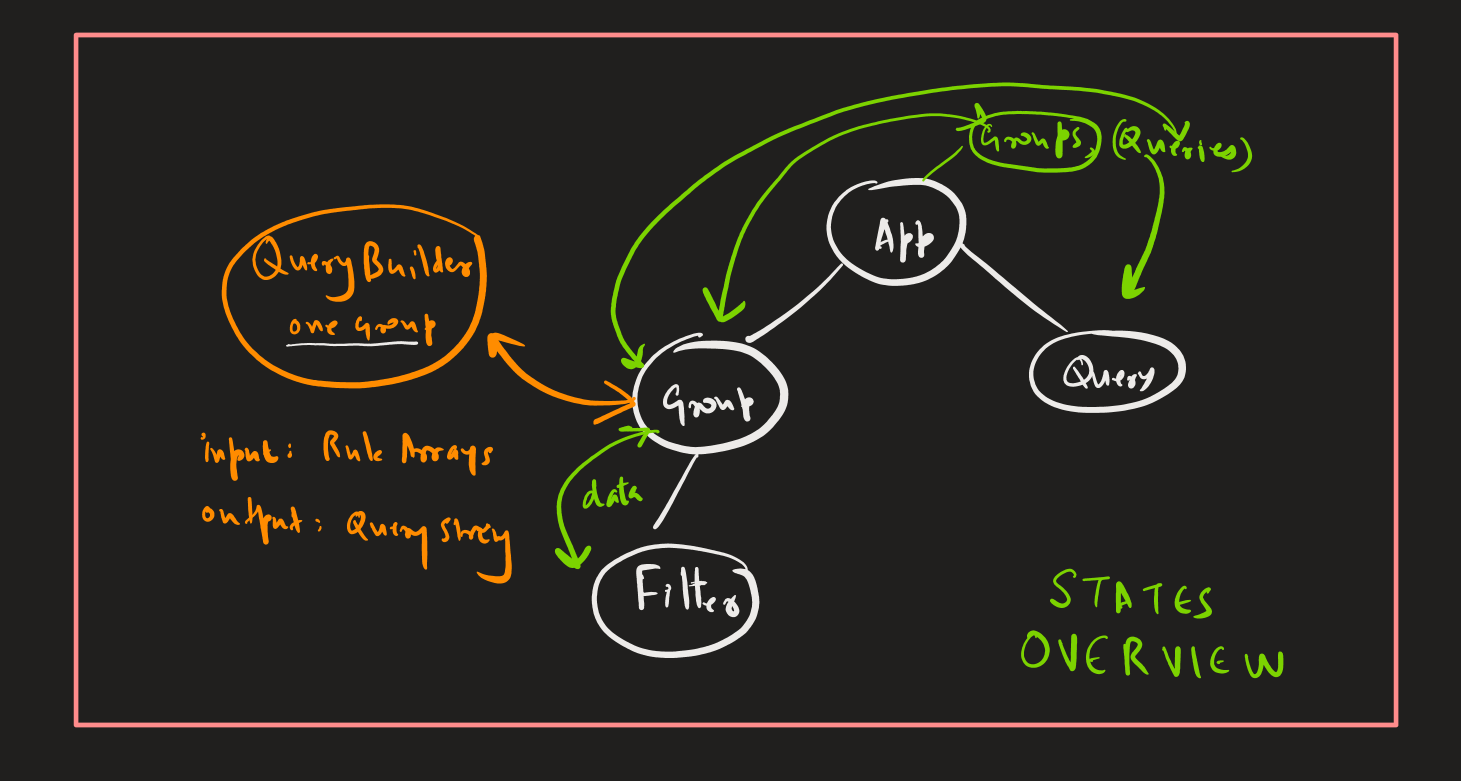 Groups, (Queries)
App
QueryBuilder
one group
Group
Query
input: Rule Arrays
output: Query String
data
Filter
STATES
OVERVIEW